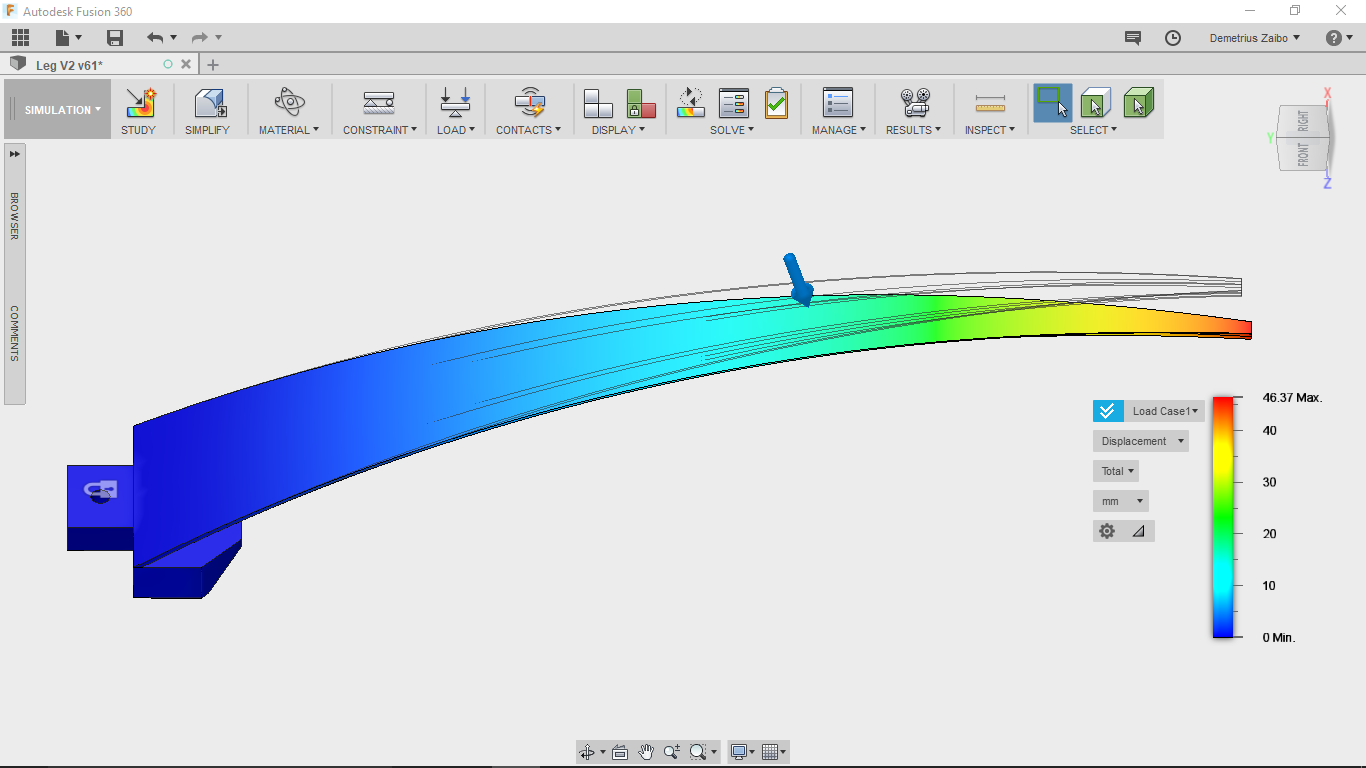 Autodesk Fusion 360
Demetrius Zaibo
Leg V2 v61*
SIMULATION
STUDY
SIMPLIFY
MATERIAL
CONSTRAINT
LOAD
CONTACTS
DISPLAY
SOLVE
MANAGE
RESULTS
INSPECT
SELECT
X
Y
RIGHT
FRONT
Z
BROWSER
COMMENTS
Load Case1
Displacement
Total
mm
46.37 Max.
40
30
20
10
0 Min.